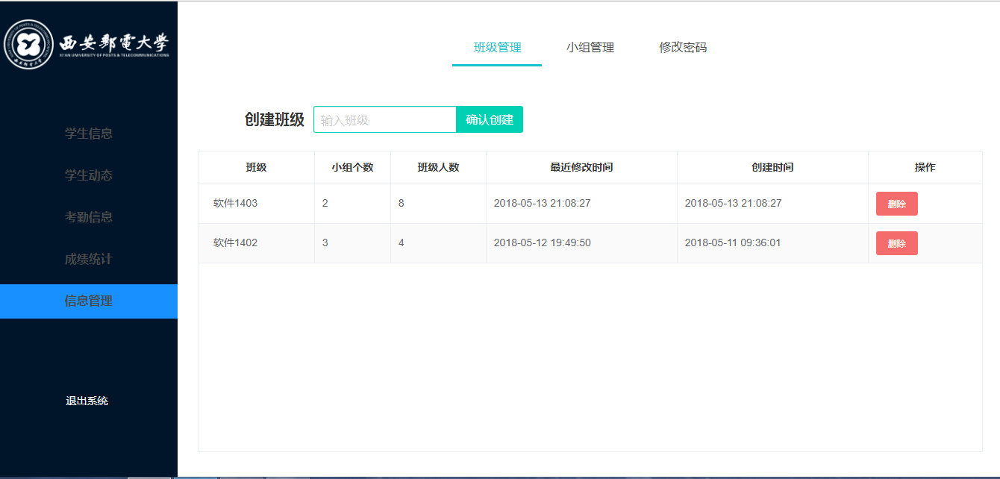 西安邮电大学
XI'AN UNIVERSITY OF POSTS & TELECOMMUNICATIONS
学生信息
学生动态
考勤信息
成绩统计
信息管理
退出系统
班级管理 小组管理 修改密码
创建班级 输入班级 确认创建
班级 小组个数 班级人数 最近修改时间 创建时间 操作
软件1403 2 8 2018-05-13 21:08:27 2018-05-13 21:08:27 删除
软件1402 3 4 2018-05-12 19:49:50 2018-05-11 09:36:01 删除